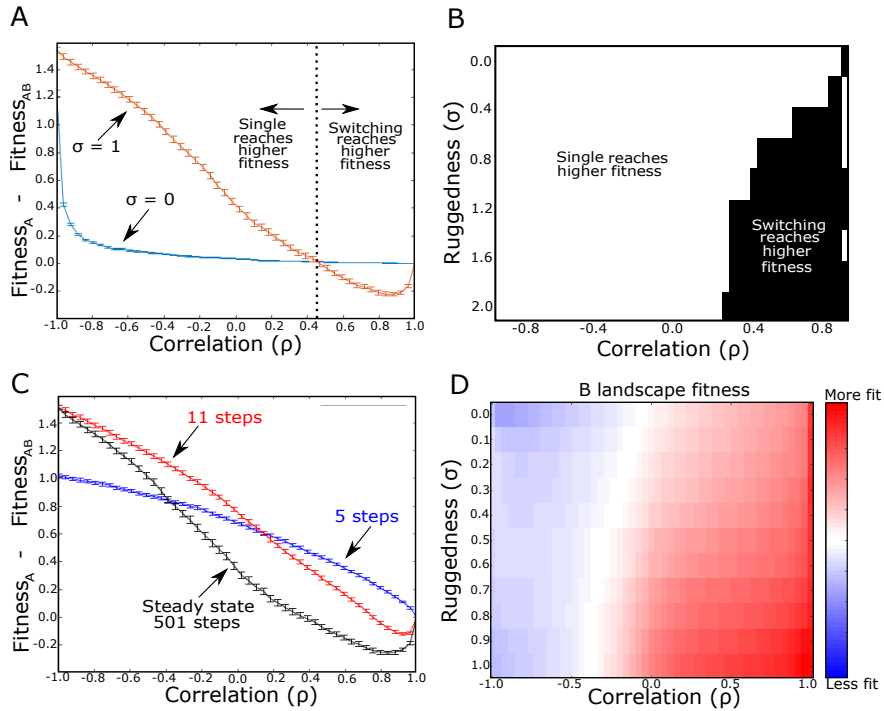 A
Fitness_A - Fitness_AB
1.4
1.2
1.0
0.8
0.6
0.4
0.2
0.0
-0.2
σ = 1
σ = 0
Single
reaches
higher
fitness
Switching
reaches
higher
fitness
-1.0 -0.8 -0.6 -0.4 -0.2 0.0 0.2 0.4 0.6 0.8 1.0
Correlation (ρ)
B
Ruggedness (σ)
0.0
0.4
0.8
1.2
1.6
2.0
Single reaches
higher fitness
Switching
reaches
higher
fitness
-0.8 -0.4 0.0 0.4 0.8
Correlation (ρ)
C
Fitness_A - Fitness_AB
1.4
1.2
1.0
0.8
0.6
0.4
0.2
0.0
-0.2
11 steps
5 steps
Steady state
501 steps
1.0 -0.8 -0.6 -0.4 -0.2 0.0 0.2 0.4 0.6 0.8 1.0
Correlation (ρ)
D
B landscape fitness
Ruggedness (σ)
0.0
0.1
0.2
0.3
0.4
0.5
0.6
0.7
0.8
0.9
1.0
-1.0 -0.5 0.0 0.5 1.0
Correlation (ρ)
More fit
Less fit